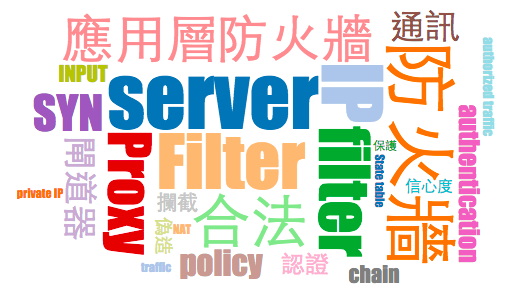 應用層防火牆
通訊
INPUT
server
IP
防火牆
authorized traffic
SYN
Proxy
Filter
filter
保護
State table
authentication
閘道器
private IP
攔截
偽造
NAT
合法
信心度
traffic
policy
認證
chain